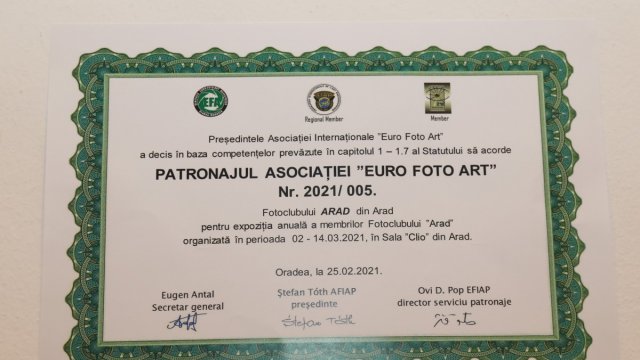 EFA
Regional Member
Member
Președintele Asociației Internaționale "Euro Foto Art"
a decis în baza competențelor prevăzute în capitolul 1 – 1.7 al Statutului să acorde
PATRONAJUL ASOCIAȚIEI "EURO FOTO ART"
Nr. 2021/ 005.
Fotoclubului ARAD din Arad
pentru expoziția anuală a membrilor Fotoclubului "Arad"
organizată în perioada 02 - 14.03.2021, în Sala "Clio" din Arad.
Oradea, la 25.02.2021.
Eugen Antal
Secretar general
Ștefan Tóth AFIAP
președinte
Ștefan Tóth
Ovi D. Pop EFIAP
director serviciu patronaje